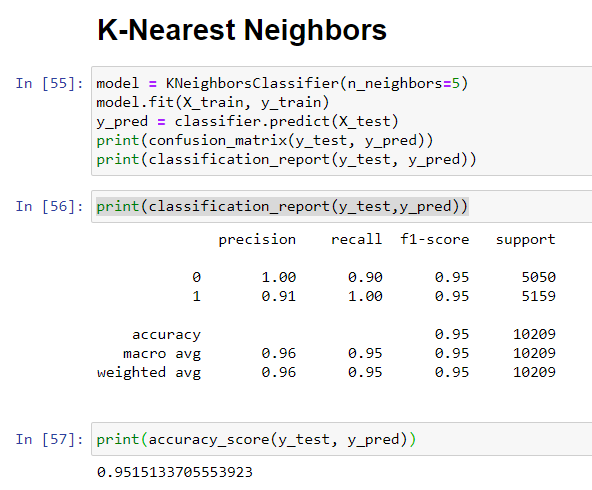 K-Nearest Neighbors
In [55]: model = KNeighborsClassifier(n_neighbors=5)
model.fit(X_train, y_train)
y_pred = classifier.predict(X_test)
print(confusion_matrix(y_test, y_pred))
print(classification_report(y_test, y_pred))
In [56]: print(classification_report(y_test,y_pred))
precision recall f1-score support
0 1.00 0.90 0.95 5050
1 0.91 1.00 0.95 5159
accuracy 0.95 10209
macro avg 0.96 0.95 0.95 10209
weighted avg 0.96 0.95 0.95 10209
In [57]: print(accuracy_score(y_test, y_pred))
0.9515133705553923